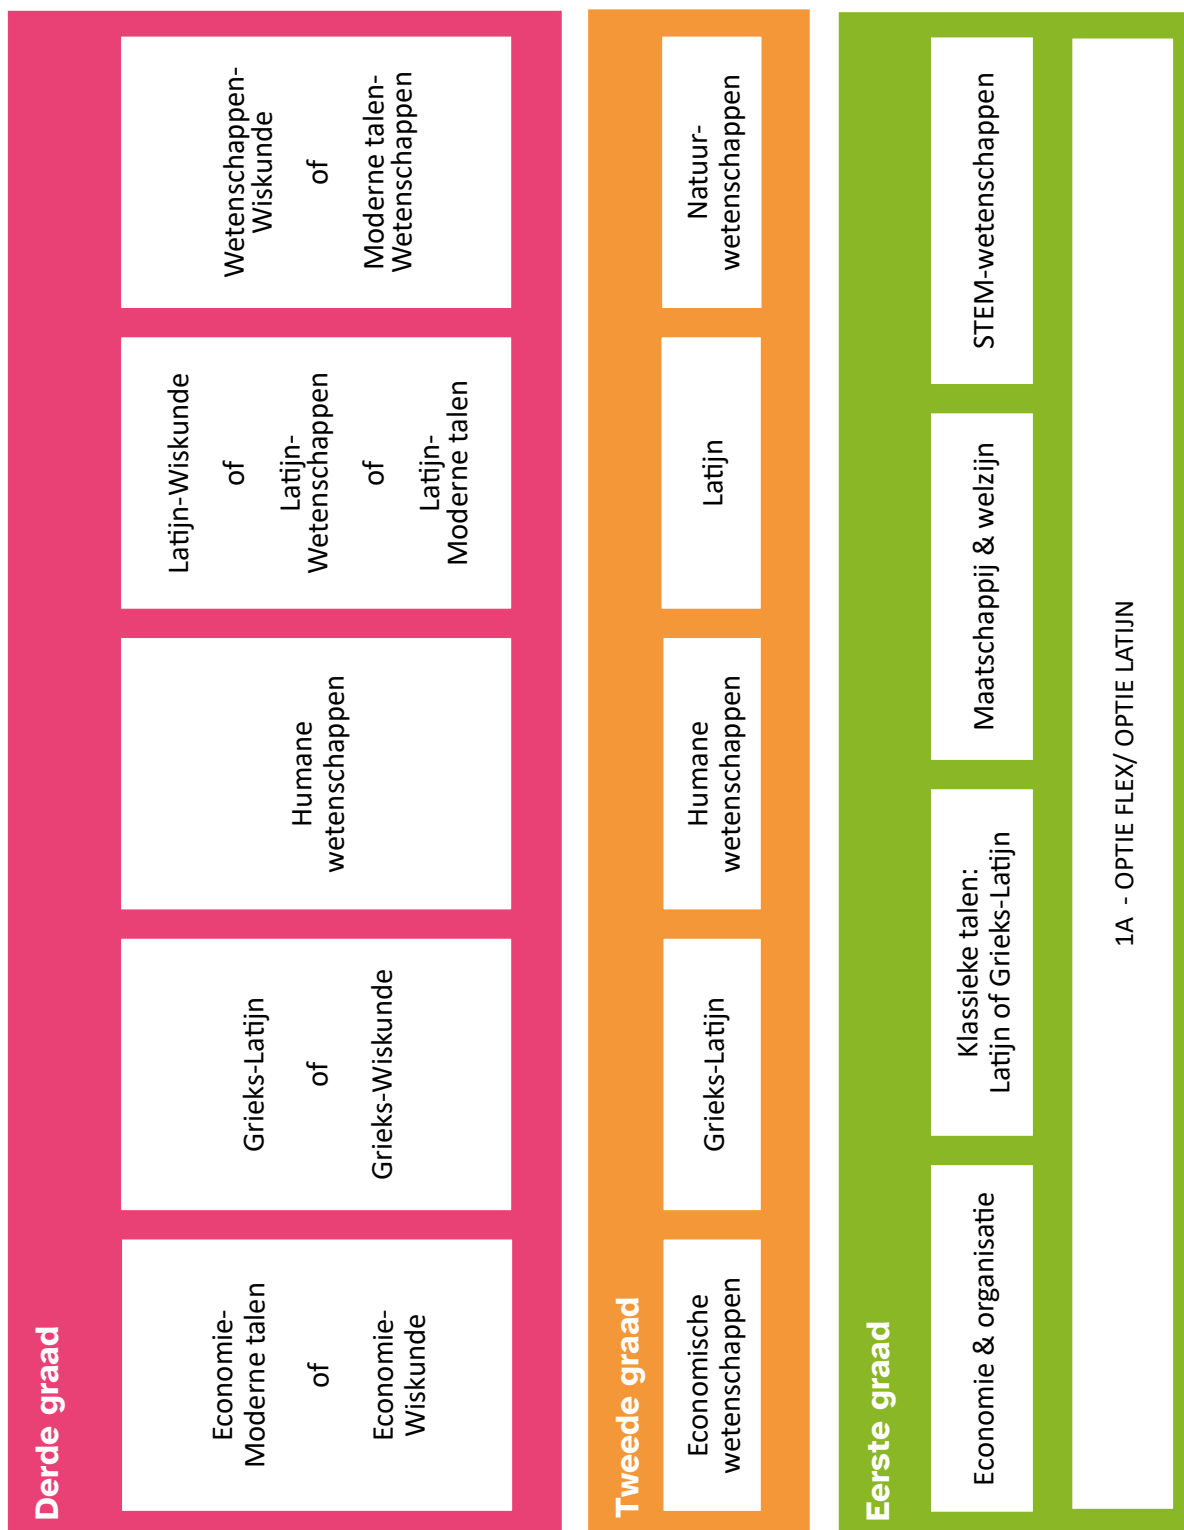 Derde graad
Economie-
Moderne talen
of
Economie-
Wiskunde
Grieks-Latijn
of
Grieks-Wiskunde
Humane
wetenschappen
Latijn-Wiskunde
of
Latijn-
Wetenschappen
of
Latijn-
Moderne talen
Wetenschappen-
Wiskunde
of
Moderne talen-
Wetenschappen
Tweede graad
Economische
wetenschappen
Grieks-Latijn
Humane
wetenschappen
Latijn
Natuur-
wetenschappen
Eerste graad
Economie & organisatie
Klassieke talen:
Latijn of Grieks-Latijn
Maatschappij & welzijn
STEM-wetenschappen
1A - OPTIE FLEX/ OPTIE LATIJN